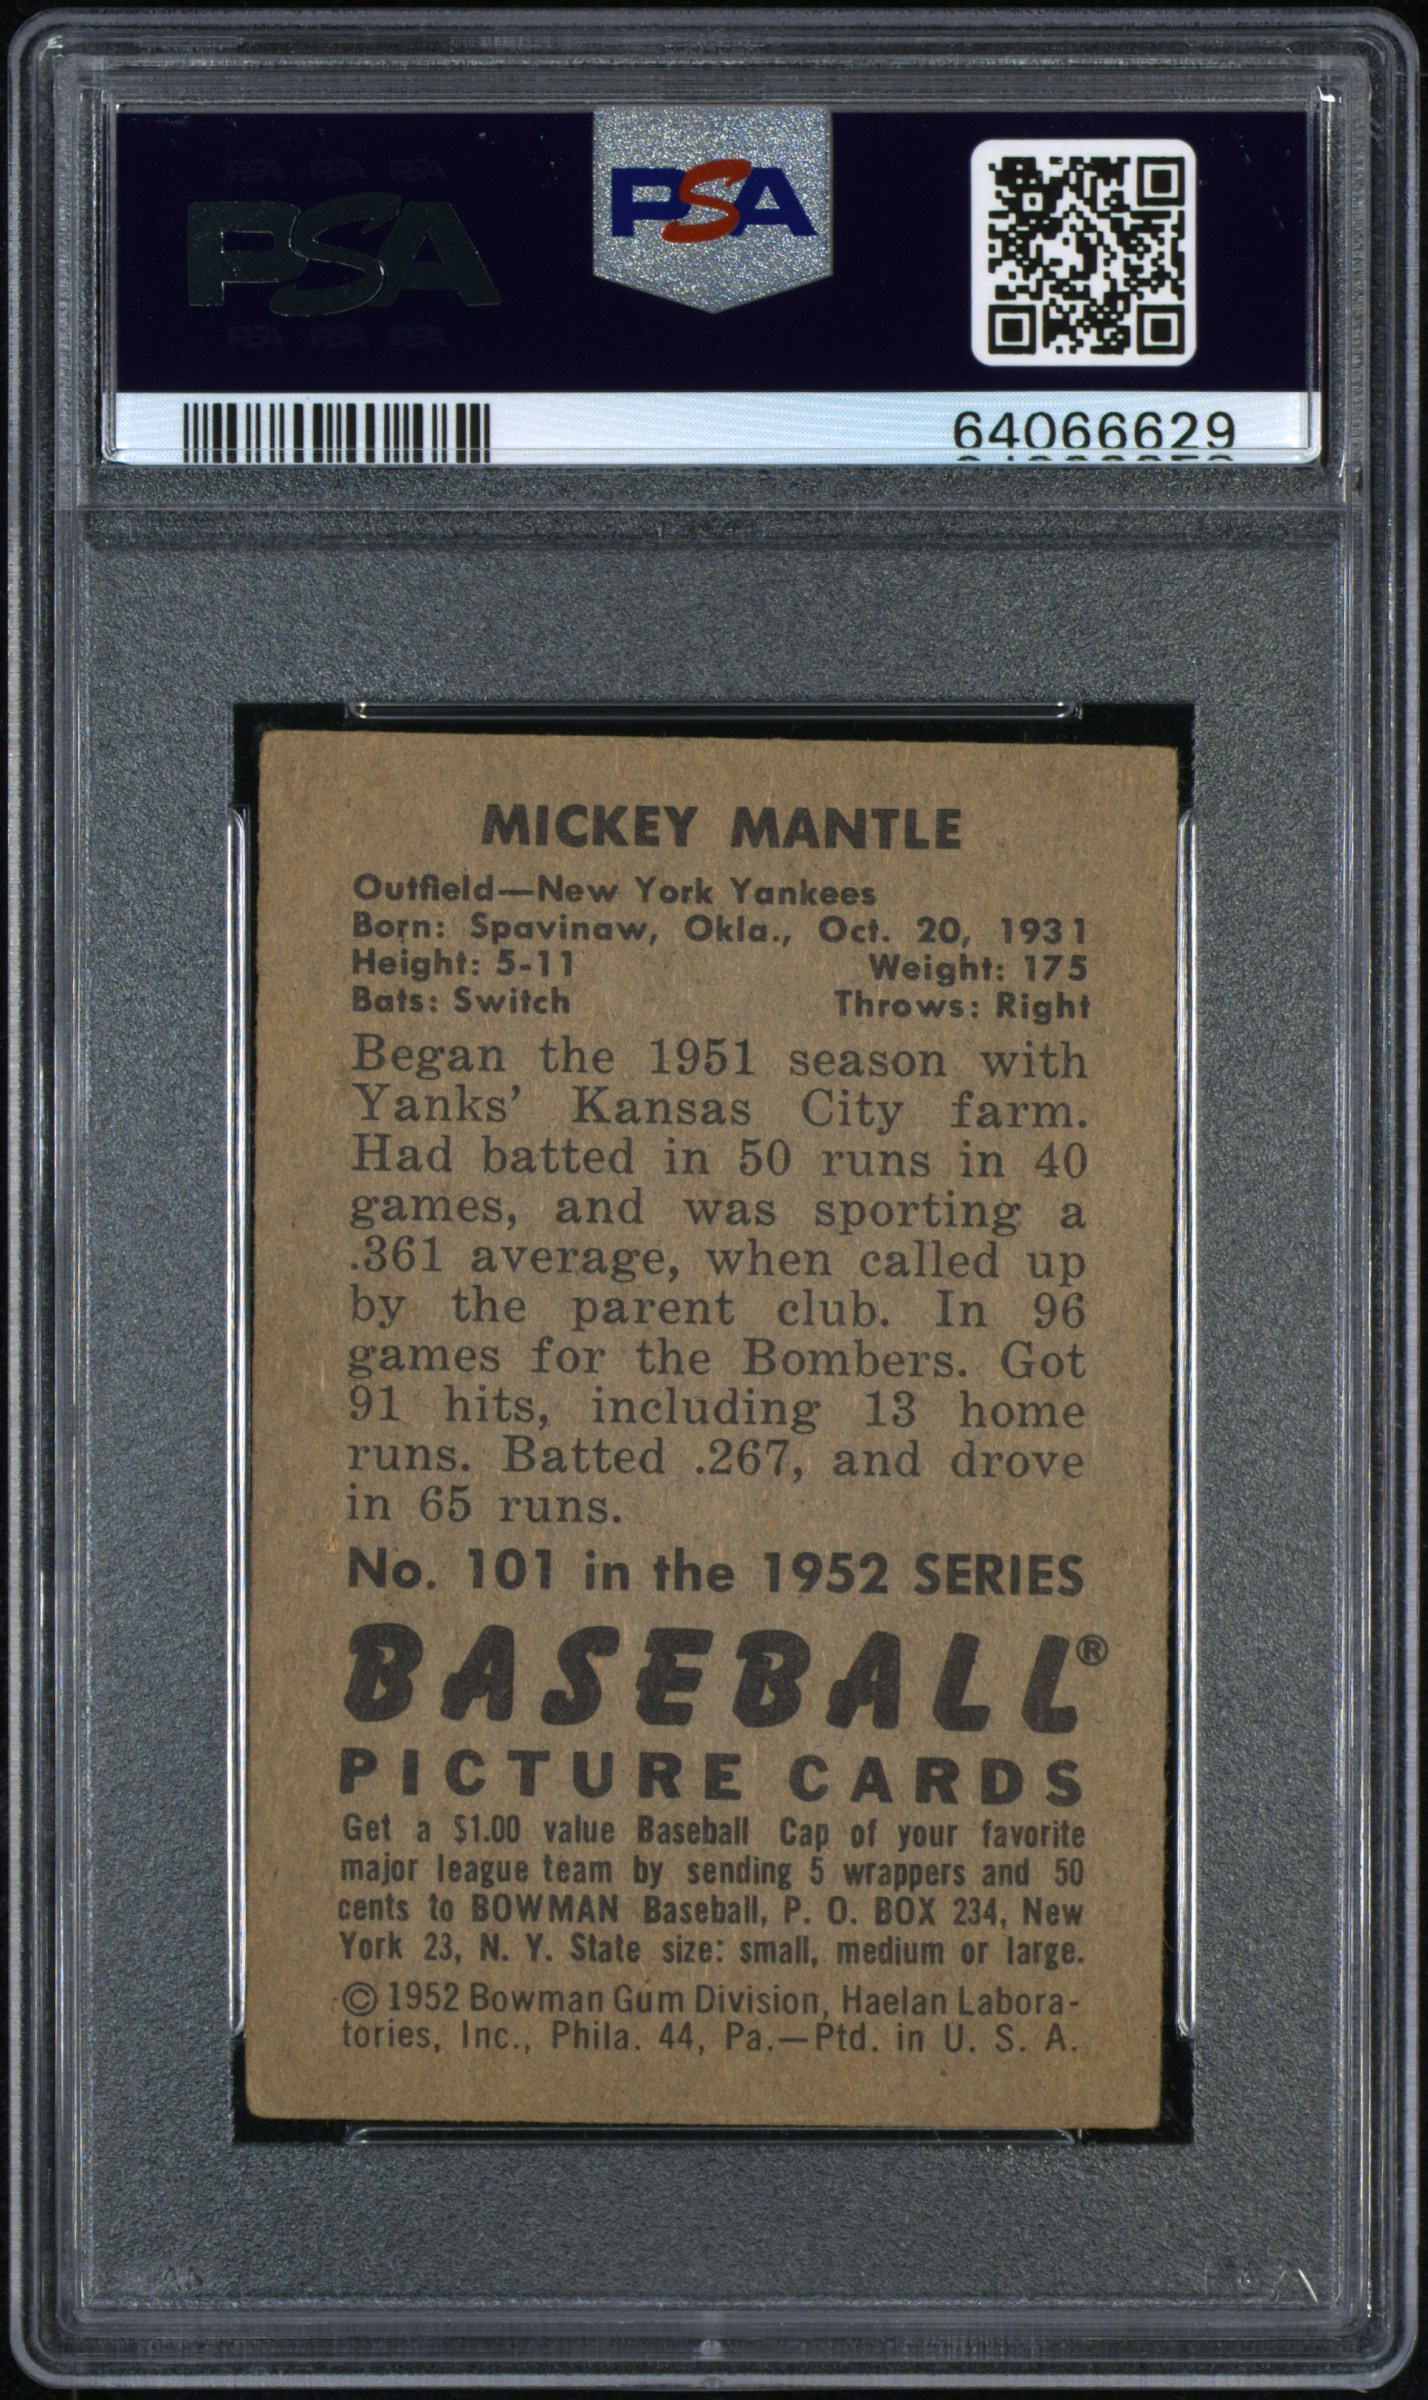 PSA PSA PSA
PSA
PSA PSA PSA
PSA
64066629
MICKEY MANTLE
Outfield—New York Yankees
Born: Spavinaw, Okla., Oct. 20, 1931
Height: 5-11 Weight: 175
Bats: Switch Throws: Right
Began the 1951 season with
Yanks' Kansas City farm.
Had batted in 50 runs in 40
games, and was sporting a
.361 average, when called up
by the parent club. In 96
games for the Bombers. Got
91 hits, including 13 home
runs. Batted .267, and drove
in 65 runs.
No. 101 in the 1952 SERIES
BASEBALL®
PICTURE CARDS
Get a $1.00 value Baseball Cap of your favorite
major league team by sending 5 wrappers and 50
cents to BOWMAN Baseball, P. O. BOX 234, New
York 23, N. Y. State size: small, medium or large.
© 1952 Bowman Gum Division, Haelan Labora-
tories, Inc., Phila. 44, Pa.—Ptd. in U. S. A.